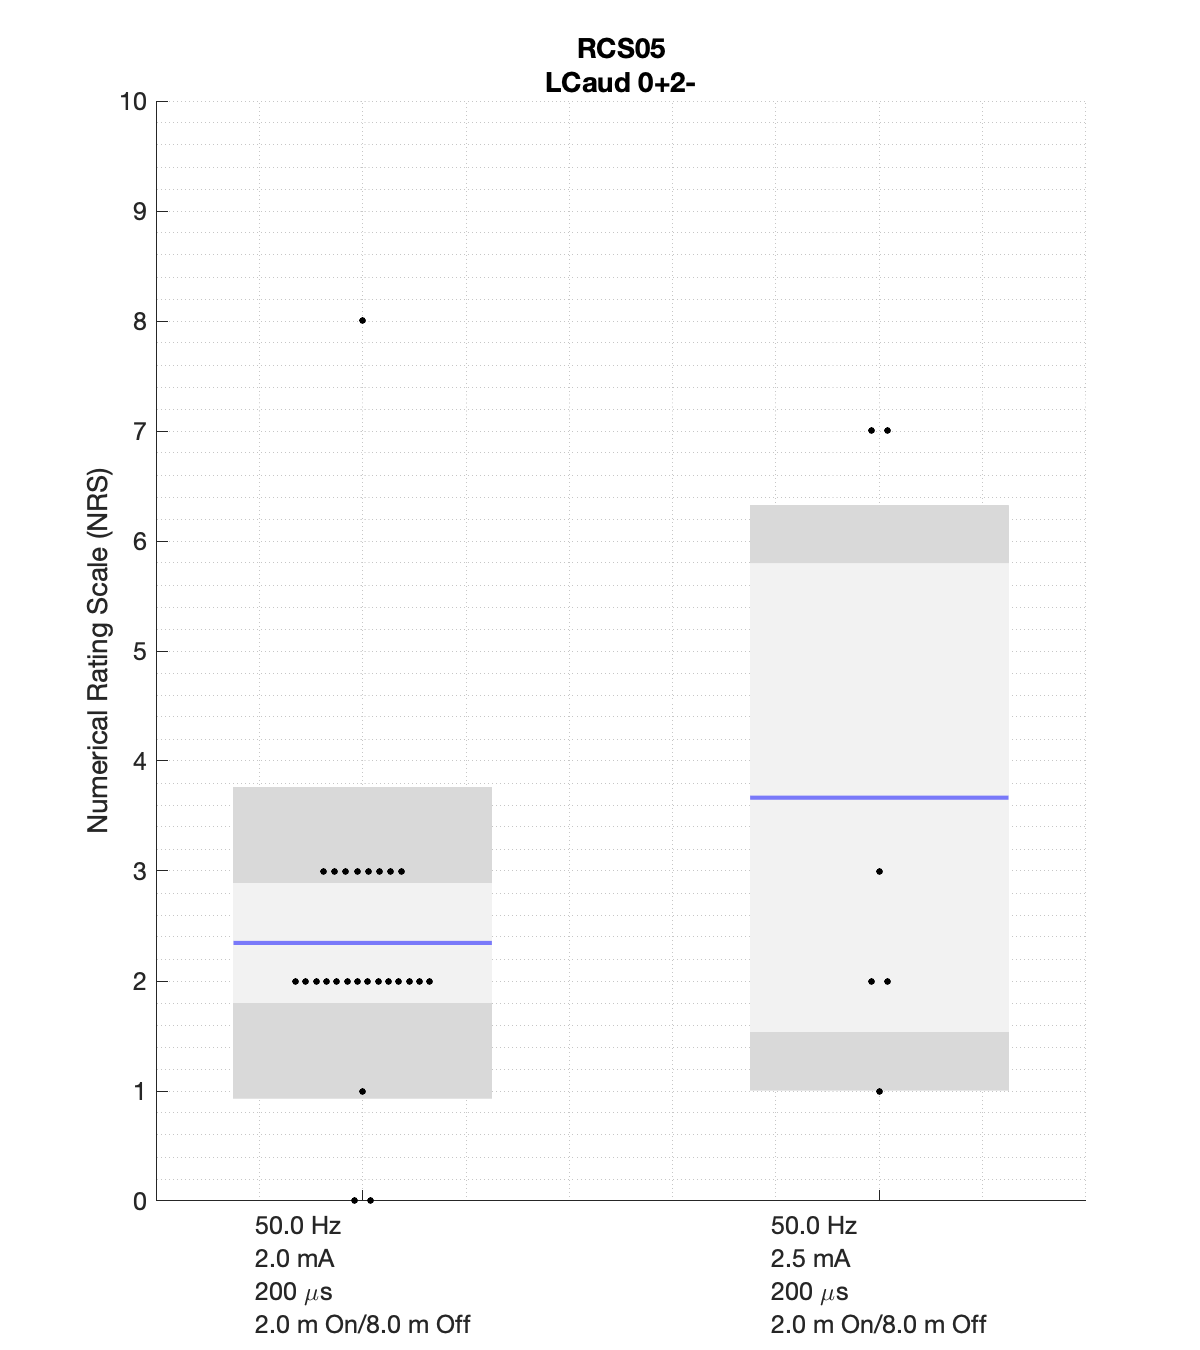 RCS05
LCaud 0+2-
10
9
8
7
6
5
4
3
2
1
0
Numerical Rating Scale (NRS)
50.0 Hz
2.0 mA
200 μs
2.0 m On/8.0 m Off
50.0 Hz
2.5 mA
200 μs
2.0 m On/8.0 m Off